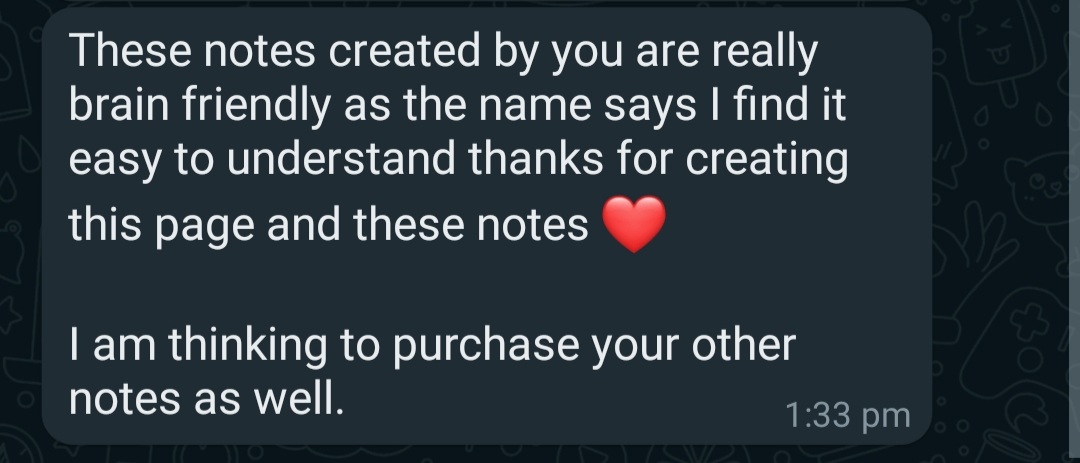 These notes created by you are really
brain friendly as the name says I find it
easy to understand thanks for creating
this page and these notes ❤️
I am thinking to purchase your other
notes as well.
1:33 pm